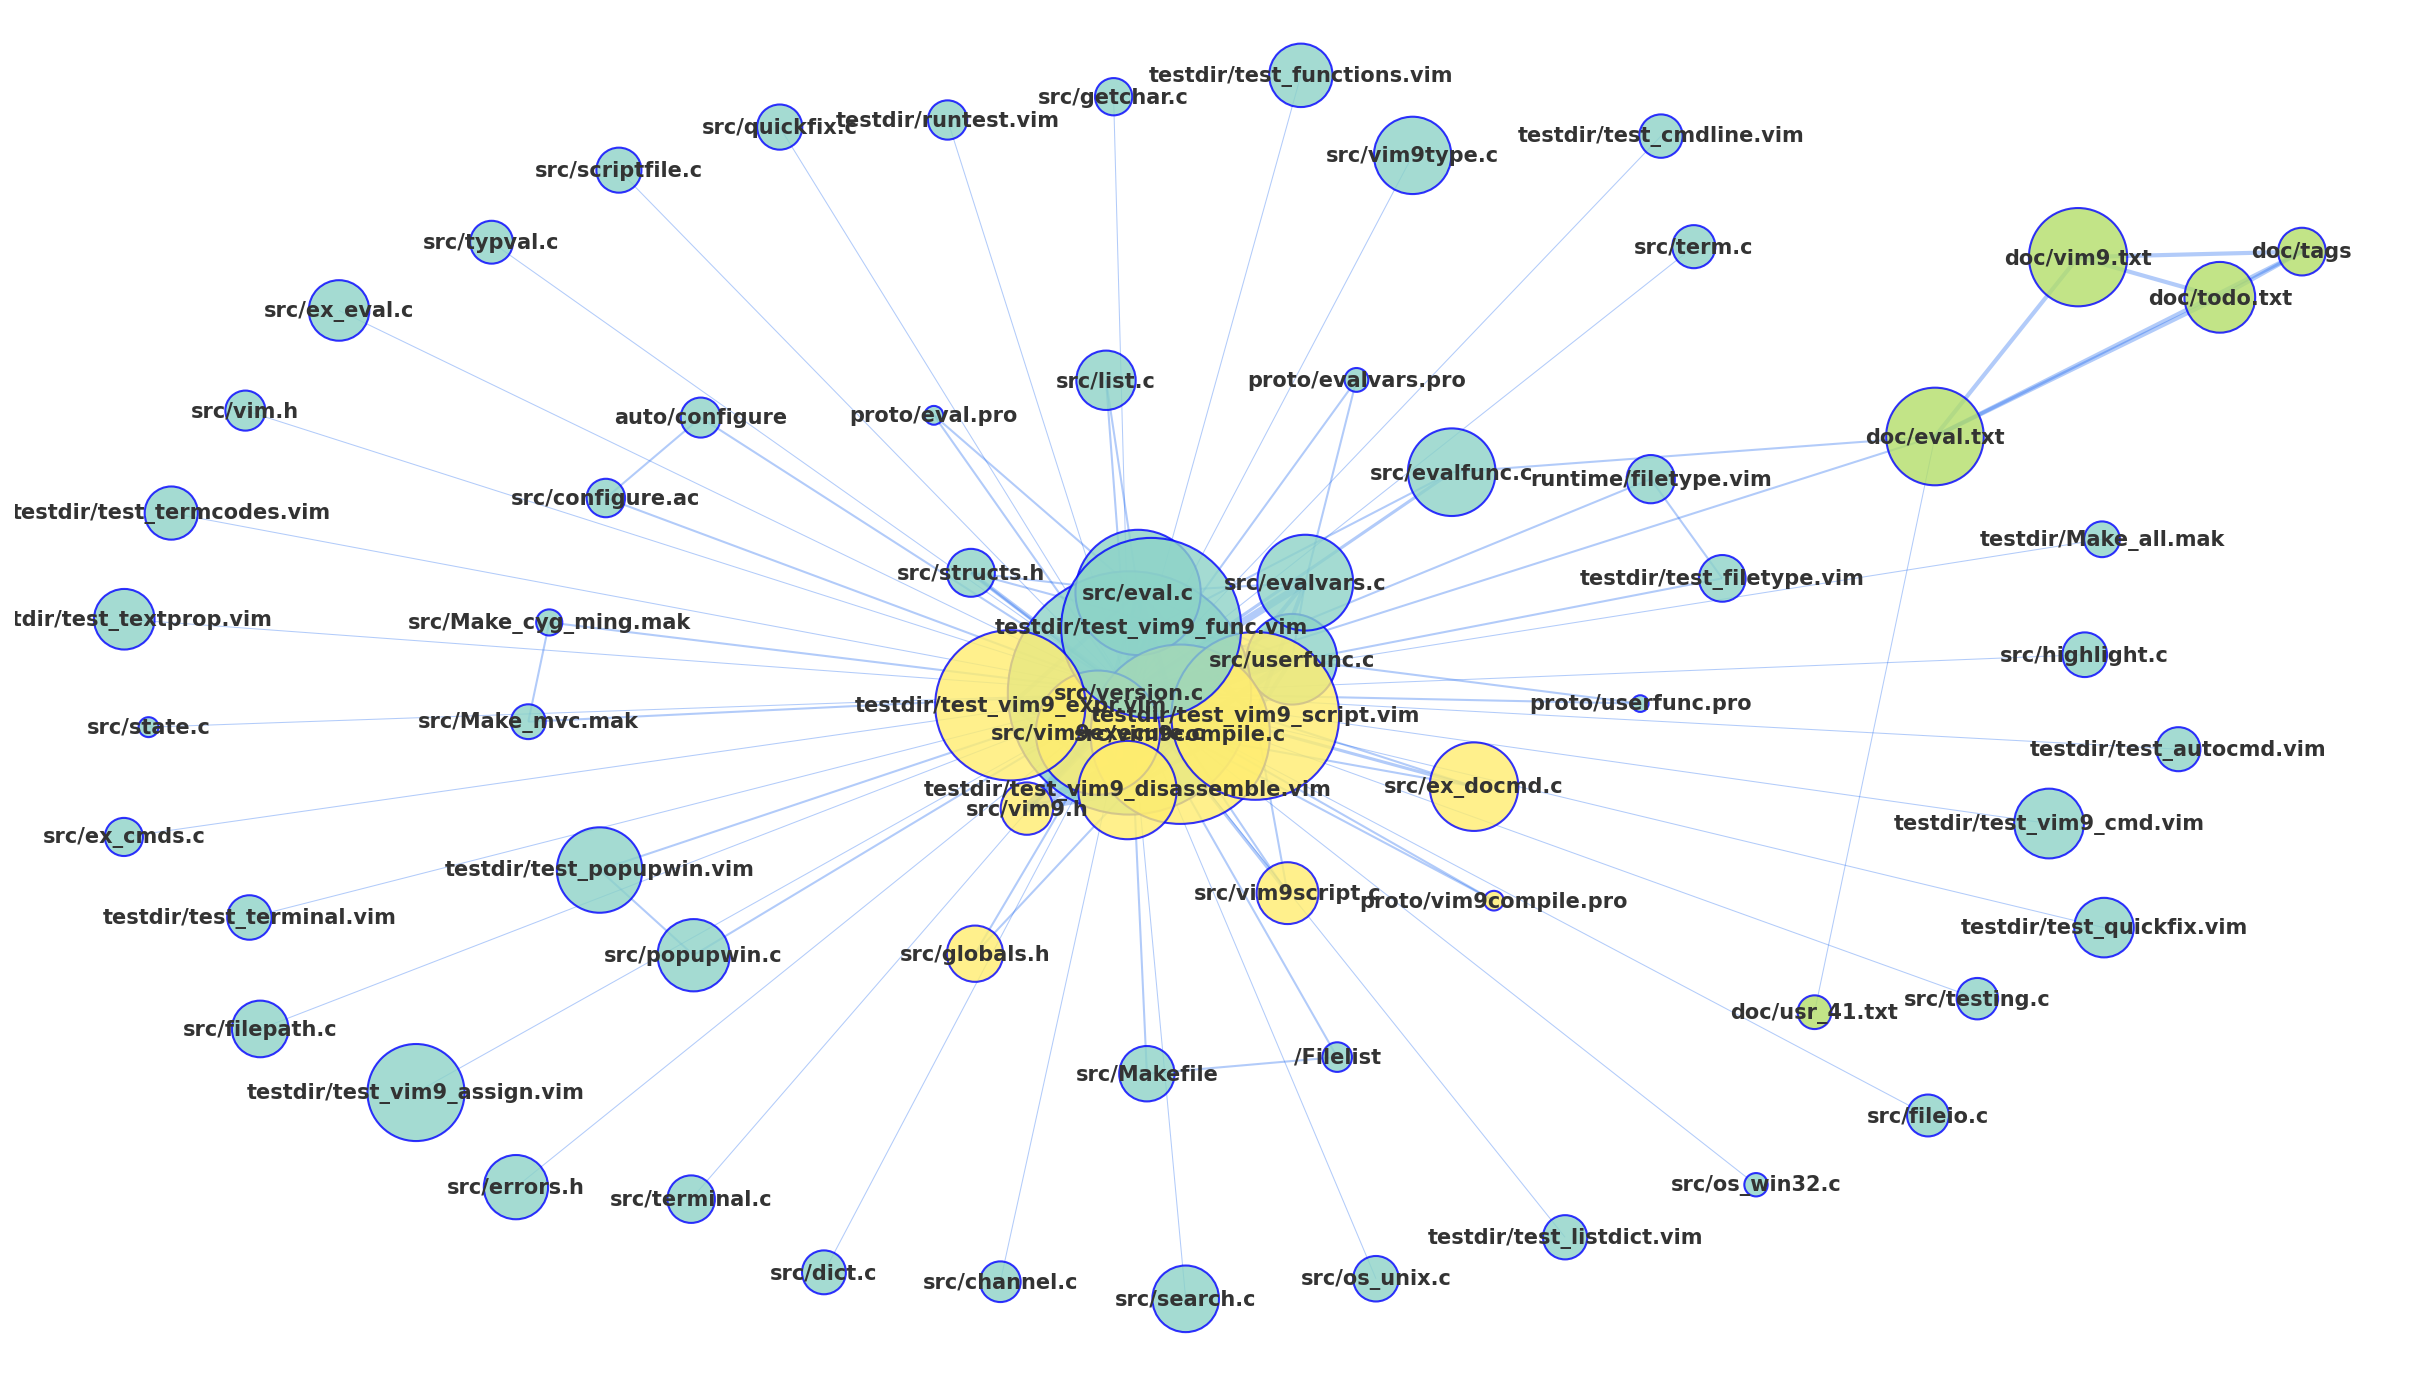 testdir/test_functions.vim
src/getchar.c
testdir/runtest.vim
src/quickfix.c
testdir/test_cmdline.vim
src/vim9type.c
src/scriptfile.c
src/typval.c
src/term.c
doc/tags
doc/vim9.txt
doc/todo.txt
src/ex_eval.c
src/list.c
proto/evalvars.pro
src/vim.h
auto/configure
proto/eval.pro
doc/eval.txt
src/evalfunc.c
runtime/filetype.vim
src/configure.ac
testdir/test_termcodes.vim
testdir/Make_all.mak
src/structs.h
testdir/test_filetype.vim
src/evalvars.c
src/eval.c
tdir/test_textprop.vim
src/Make_cyg_ming.mak
testdir/test_vim9_func.vim
src/highlight.c
src/userfunc.c
src/version.c
proto/userfunc.pro
testdir/test_vim9_expr.vim
testdir/test_vim9_script.vim
src/state.c
src/Make_mvc.mak
src/vim9execute.c
src/vim9compile.c
testdir/test_autocmd.vim
testdir/test_vim9_disassemble.vim
src/ex_docmd.c
src/vim9.h
testdir/test_vim9_cmd.vim
src/ex_cmds.c
testdir/test_popupwin.vim
src/vim9script.c
proto/vim9compile.pro
testdir/test_terminal.vim
testdir/test_quickfix.vim
src/popupwin.c
src/globals.h
src/testing.c
doc/usr_41.txt
src/filepath.c
/Filelist
src/Makefile
testdir/test_vim9_assign.vim
src/fileio.c
src/errors.h
src/os_win32.c
src/terminal.c
testdir/test_listdict.vim
src/dict.c
src/channel.c
src/os_unix.c
src/search.c